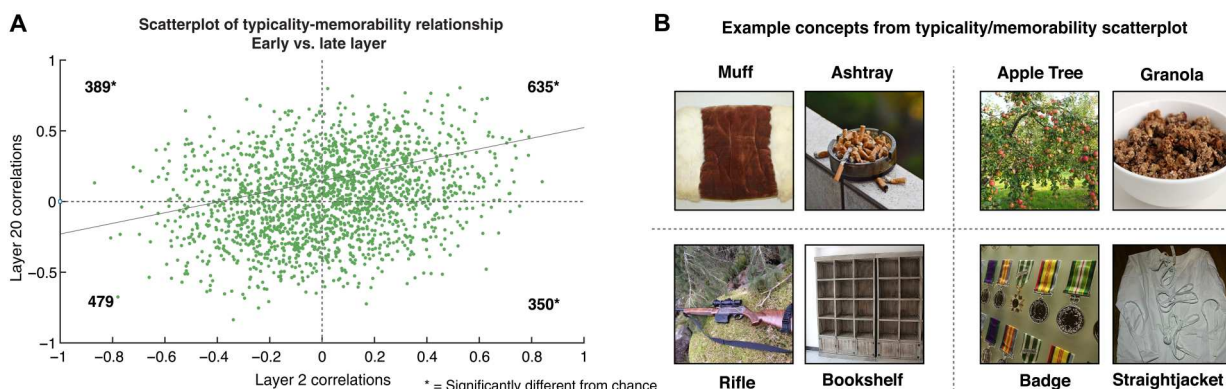 A
Scatterplot of typicality-memorability relationship
Early vs. late layer
1
389*
635*
0.5
Layer 20 correlations
0
−0.5
479
350*
−1
−1 −0.8 −0.6 −0.4 −0.2 0 0.2 0.4 0.6 0.8 1
Layer 2 correlations
* = Significantly different from chance
B
Example concepts from typicality/memorability scatterplot
Muff
Ashtray
Apple Tree
Granola
Rifle
Bookshelf
Badge
Straightjacket